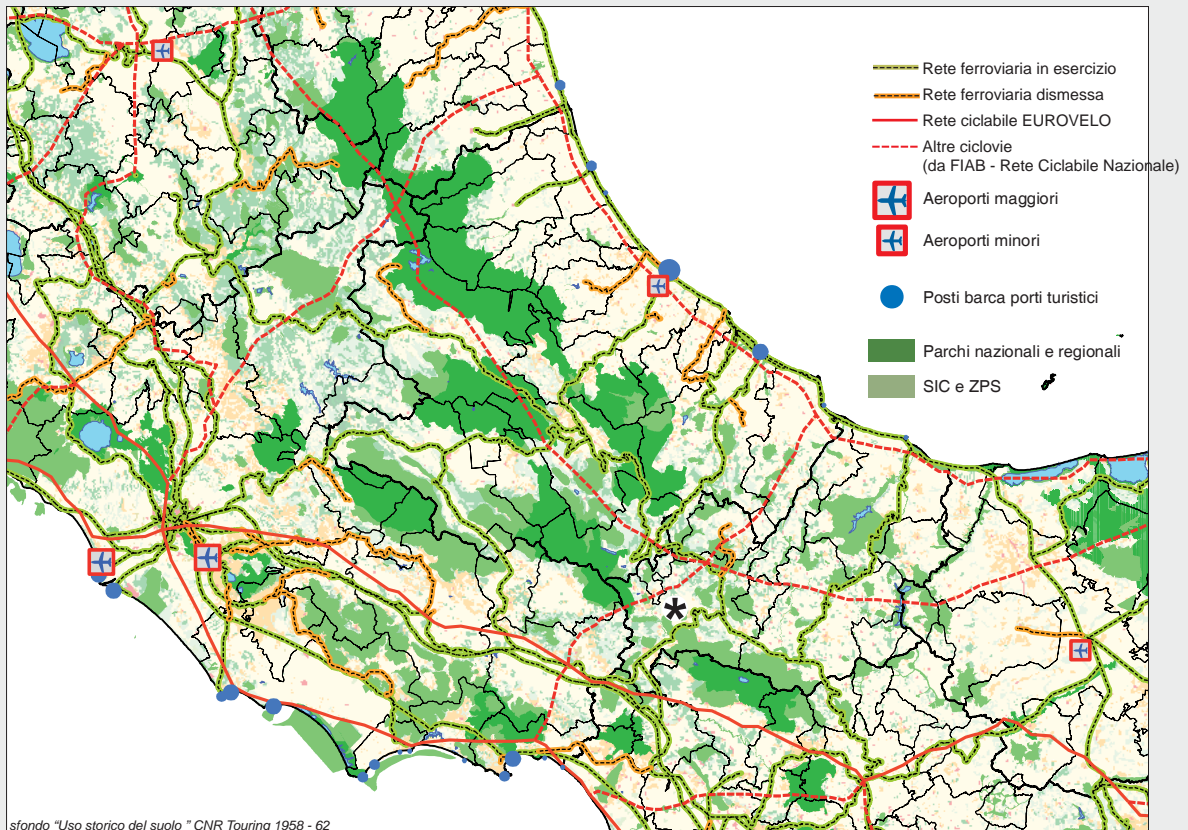 Rete ferroviaria in esercizio
Rete ferroviaria dismessa
Rete ciclabile EUROVELO
Altre ciclovie
(da FIAB - Rete Ciclabile Nazionale)
Aeroporti maggiori
Aeroporti minori
Posti barca porti turistici
Parchi nazionali e regionali
SIC e ZPS
*
sfondo "Uso storico del suolo " CNR Touring 1958 - 62